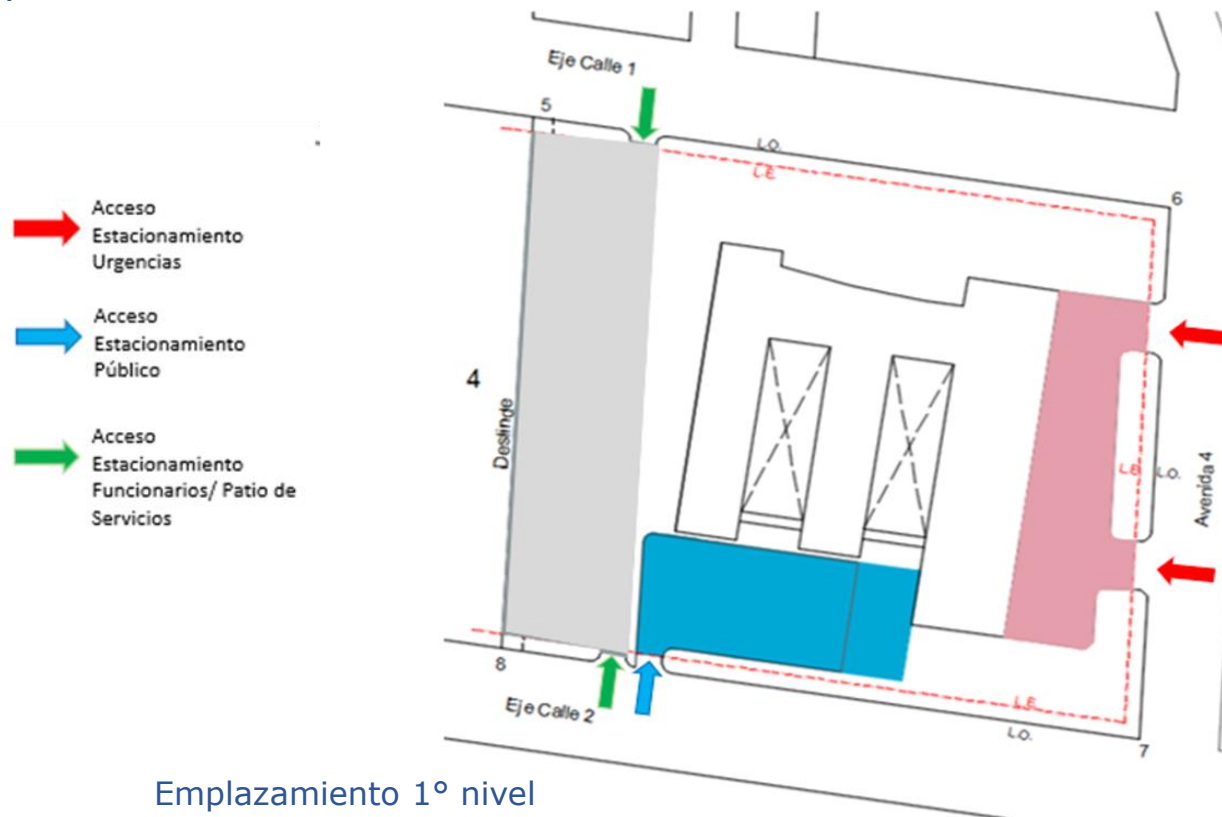 Eje Calle 1
5
L.O.
L.E.
6
Acceso
Estacionamiento
Urgencias
Acceso
Estacionamiento
Público
4
Deslinde
L.E.
L.O.
Avenida 4
Acceso
Estacionamiento
Funcionarios/ Patio de
Servicios
8
Eje Calle 2
L.E.
L.O.
7
Emplazamiento 1° nivel